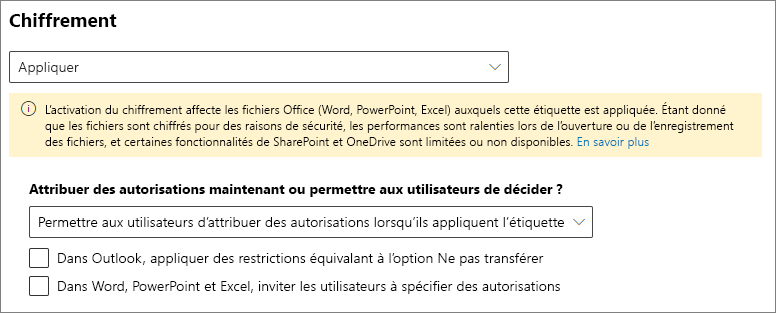 Chiffrement
Appliquer
L'activation du chiffrement affecte les fichiers Office (Word, PowerPoint, Excel) auxquels cette étiquette est appliquée. Étant donné
que les fichiers sont chiffrés pour des raisons de sécurité, les performances sont ralenties lors de l'ouverture ou de l'enregistrement
des fichiers, et certaines fonctionnalités de SharePoint et OneDrive sont limitées ou non disponibles. En savoir plus
Attribuer des autorisations maintenant ou permettre aux utilisateurs de décider ?
Permettre aux utilisateurs d'attribuer des autorisations lorsqu'ils appliquent l'étiquette
Dans Outlook, appliquer des restrictions équivalant à l'option Ne pas transférer
Dans Word, PowerPoint et Excel, inviter les utilisateurs à spécifier des autorisations